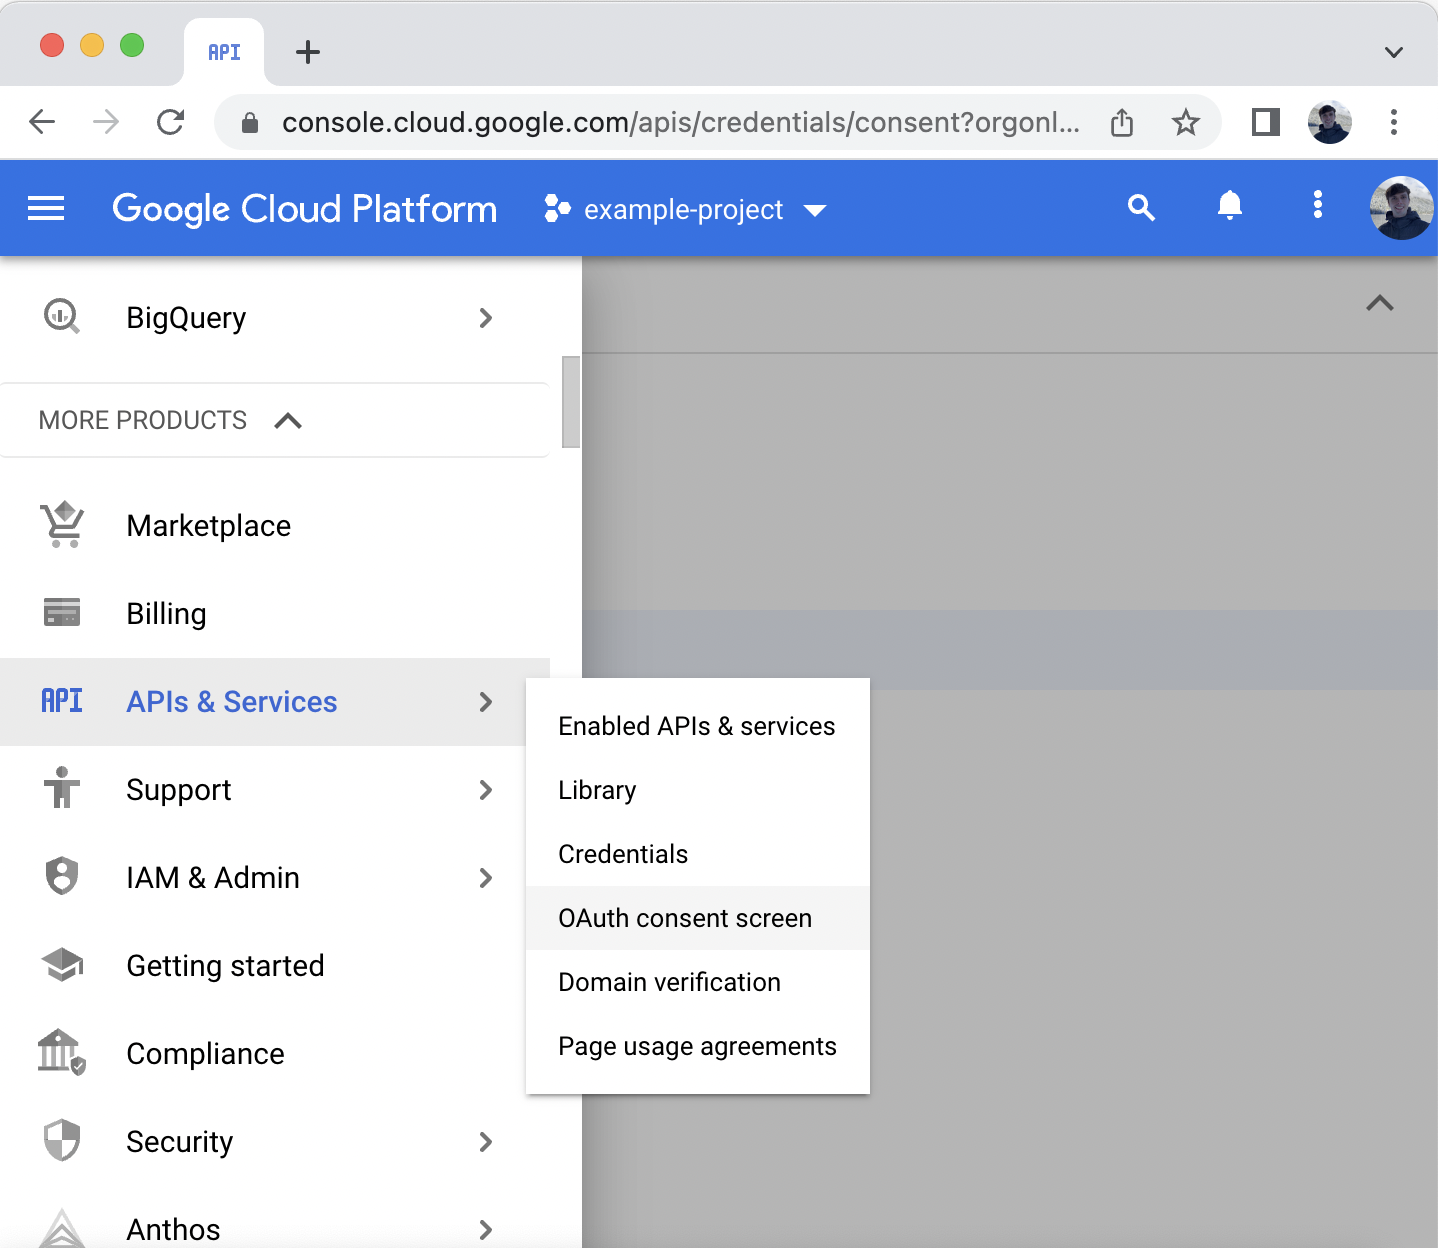 API
console.cloud.google.com/apis/credentials/consent?orgonl...
Google Cloud Platform
example-project
BigQuery
MORE PRODUCTS
Marketplace
Billing
API APIs & Services
Enabled APIs & services
Library
Credentials
OAuth consent screen
Domain verification
Page usage agreements
Support
IAM & Admin
Getting started
Compliance
Security
Anthos